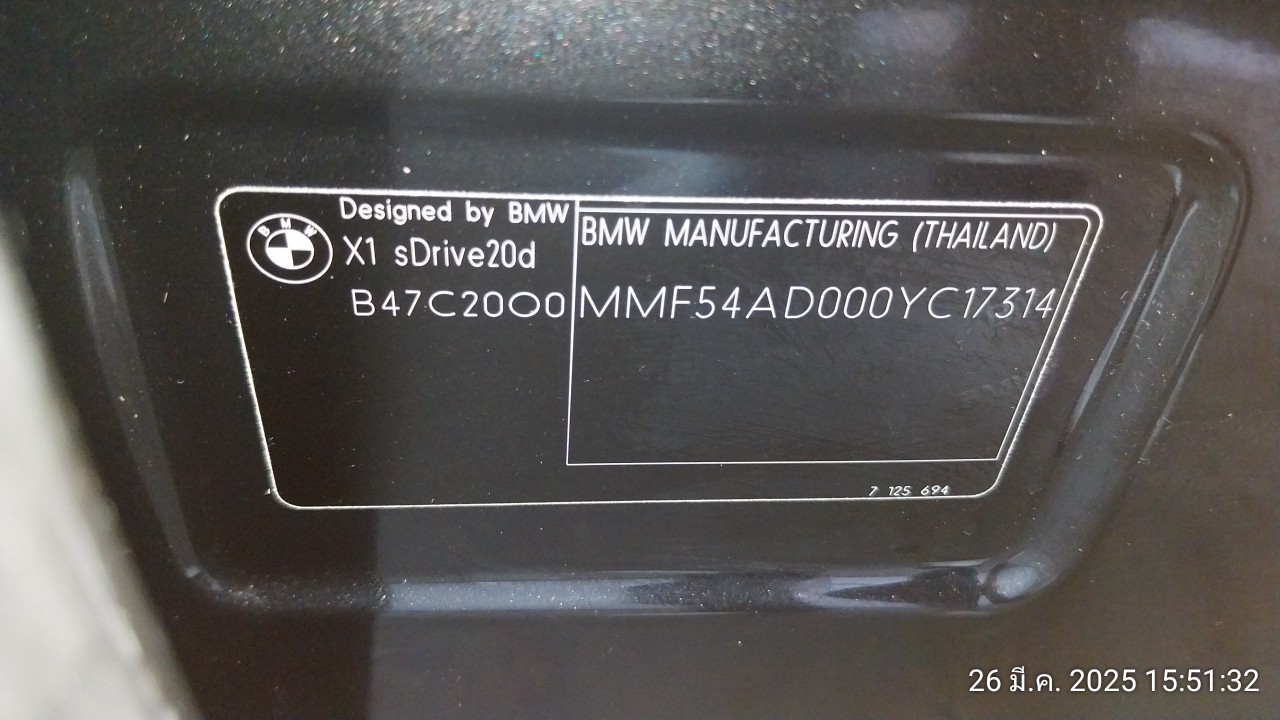 BMW
Designed by BMW
X1 sDrive20d
B47C20O0
BMW MANUFACTURING (THAILAND)
MMF54AD000YC17314
7 125 694
26 มี.ค. 2025 15:51:32